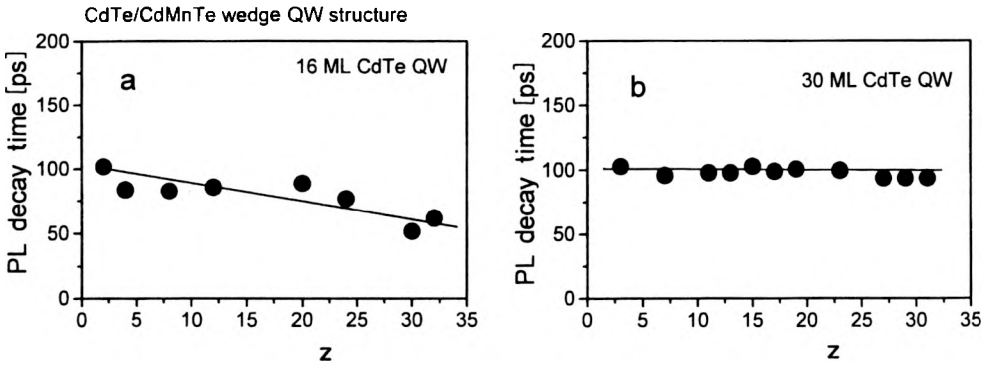 CdTe/CdMnTe wedge QW structure
a
16 ML CdTe QW
PL decay time [ps]
200
150
100
50
0
0 5 10 15 20 25 30 35
z
b
30 ML CdTe QW
PL decay time [ps]
200
150
100
50
0
0 5 10 15 20 25 30 35
z